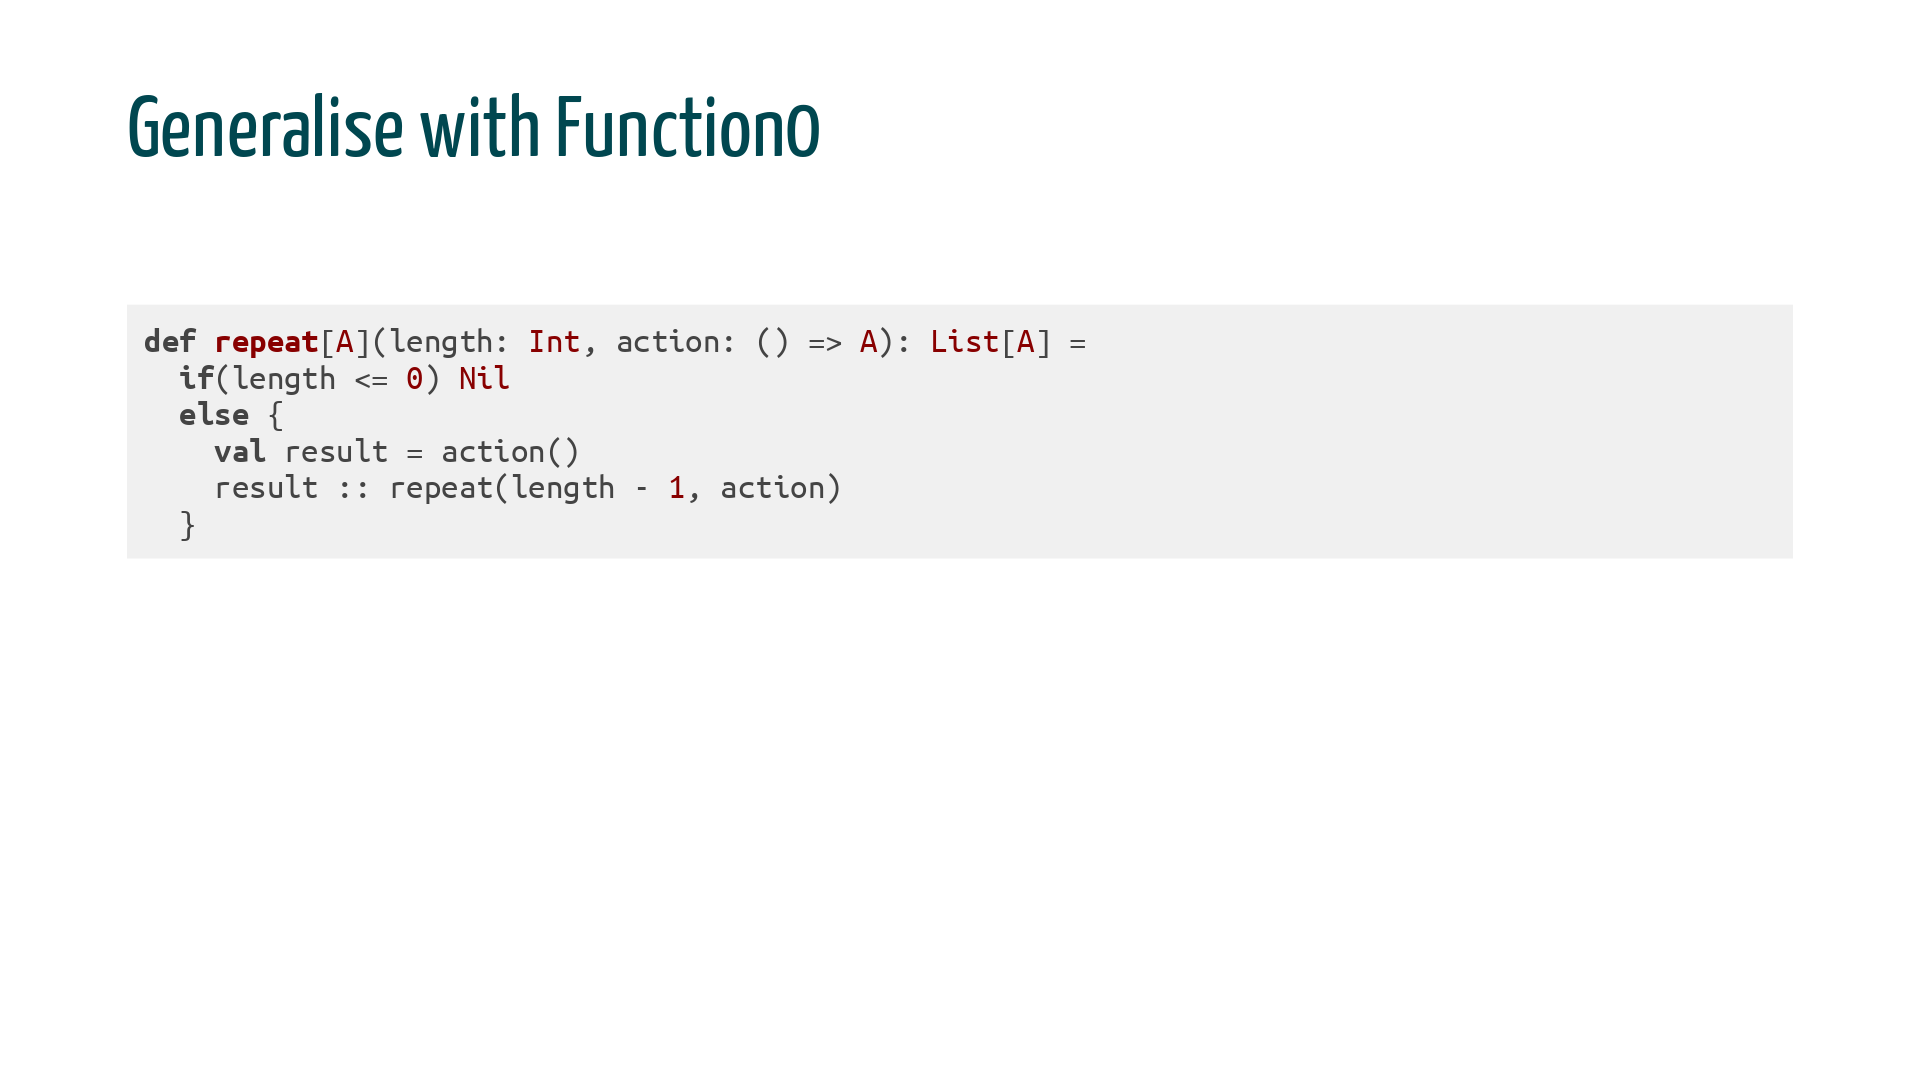 Generalise with Function0
def repeat[A](length: Int, action: () => A): List[A] =
  if(length <= 0) Nil
  else {
    val result = action()
    result :: repeat(length - 1, action)
  }